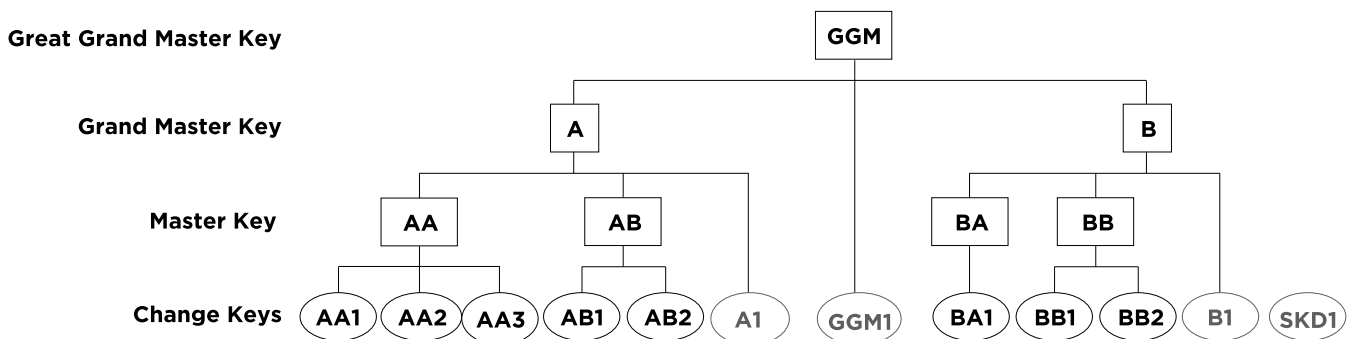 Great Grand Master Key GGM
Grand Master Key A B
Master Key AA AB BA BB
Change Keys AA1 AA2 AA3 AB1 AB2 A1 GGM1 BA1 BB1 BB2 B1 SKD1